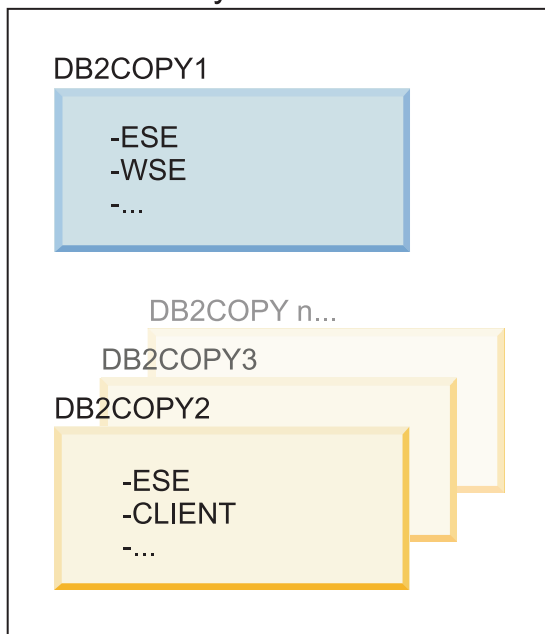 DB2COPY1
-ESE
-WSE
-...
DB2COPY n...
DB2COPY3
DB2COPY2
-ESE
-CLIENT
-...